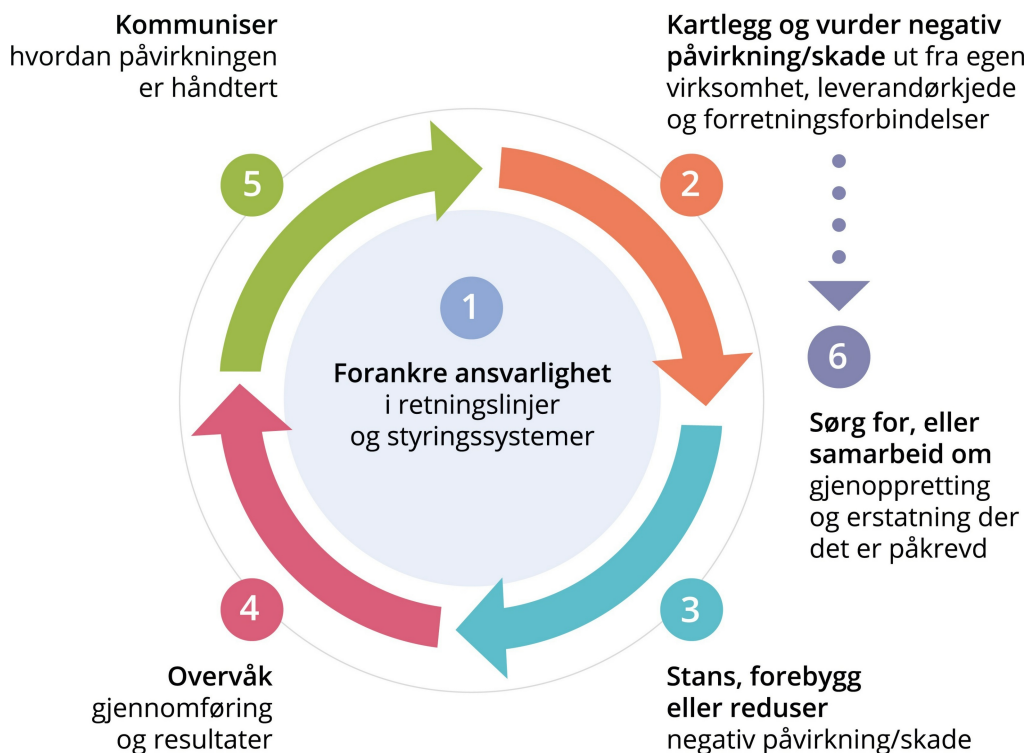 Kommuniser
hvordan påvirkningen
er håndtert
5
Kartlegg og vurder negativ
påvirkning/skade ut fra egen
virksomhet, leverandørkjede
og forretningsforbindelser
2
1
Forankre ansvarlighet
i retningslinjer
og styringssystemer
6
Sørg for, eller
samarbeid om
gjenoppretting
og erstatning der
det er påkrevd
4
Overvåk
gjennomføring
og resultater
3
Stans, forebygg
eller reduser
negativ påvirkning/skade